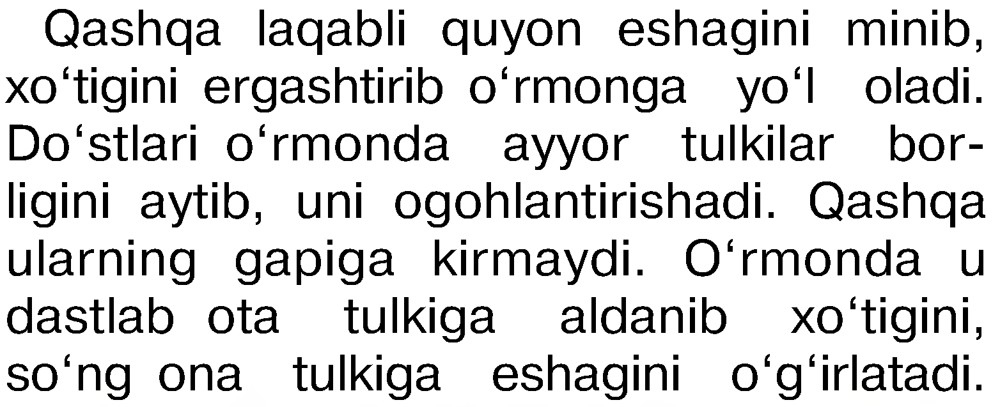 Qashqa laqabli quyon eshagini minib,
xo‘tigini ergashtirib o‘rmonga yo‘l oladi.
Do‘stlari o‘rmonda ayyor tulkilar bor-
ligini aytib, uni ogohlantirishadi. Qashqa
ularning gapiga kirmaydi. O‘rmonda u
dastlab ota tulkiga aldanib xo‘tigini,
so‘ng ona tulkiga eshagini o‘g‘irlatadi.